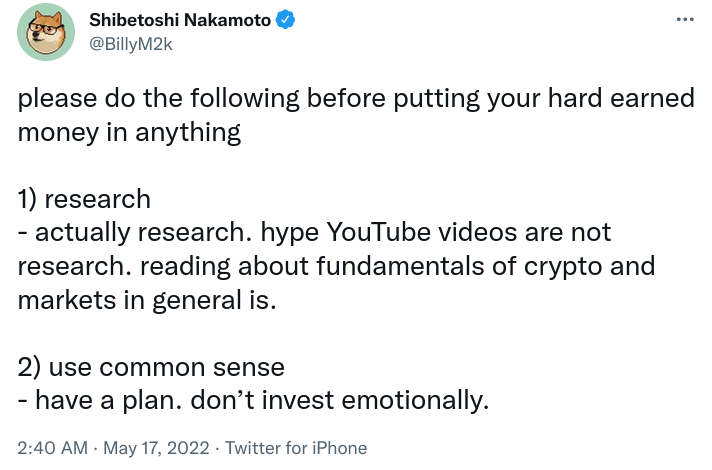 Shibetoshi Nakamoto
@BillyM2k
please do the following before putting your hard earned
money in anything
1) research
- actually research. hype YouTube videos are not
research. reading about fundamentals of crypto and
markets in general is.
2) use common sense
- have a plan. don’t invest emotionally.
2:40 AM · May 17, 2022 · Twitter for iPhone